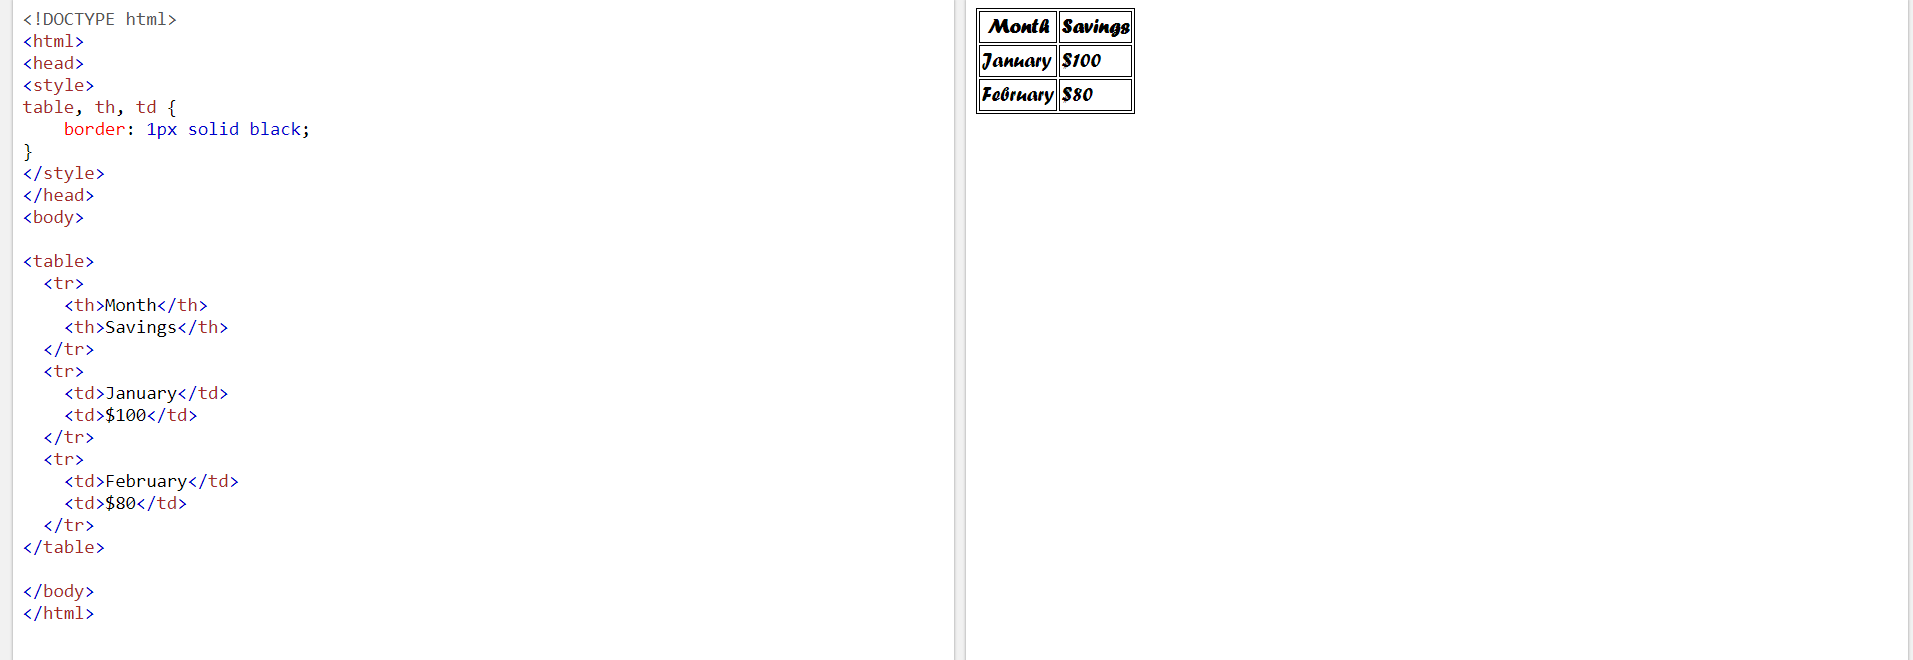 <!DOCTYPE html>
<html>
<head>
<style>
table, th, td {
    border: 1px solid black;
}
</style>
</head>
<body>

<table>
  <tr>
    <th>Month</th>
    <th>Savings</th>
  </tr>
  <tr>
    <td>January</td>
    <td>$100</td>
  </tr>
  <tr>
    <td>February</td>
    <td>$80</td>
  </tr>
</table>

</body>
</html>
Month Savings
January $100
February $80